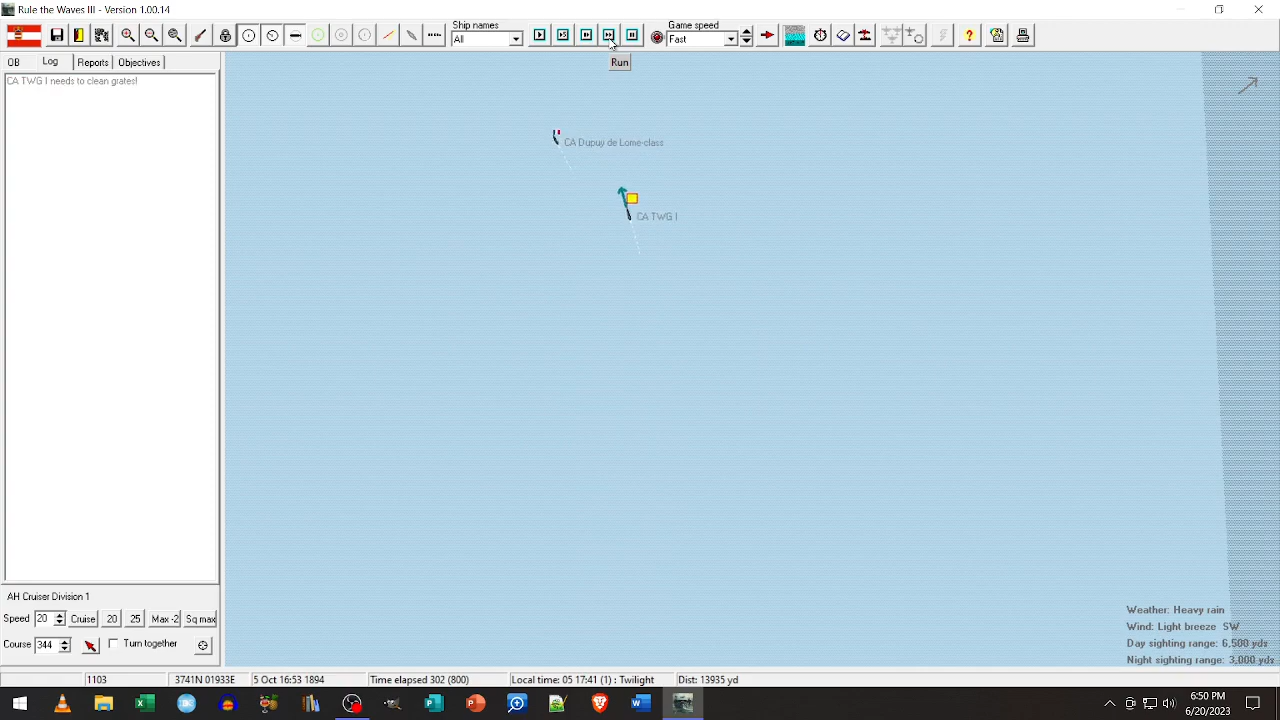 Rule the Waves III - Version 1.00.14
Ship names
All
Game speed
Fast
Run
OB
Log
Reports
Objectives
CA TWG I needs to clean grates!
CA Dupuy de Lome-class
CA TWG I
AH Cruiser Division 1
Speed 20 Cruise 20 25 Max -2 Sq max
Course 344 Turn together
Weather: Heavy rain
Wind: Light breeze SW
Day sighting range: 6,500 yds
Night sighting range: 3,000 yds
1103
3741N 01933E
5 Oct 16:53 1894
Time elapsed 302 (800)
Local time: 05 17:41 (1) : Twilight
Dist: 13935 yd
6:50 PM
6/20/2023